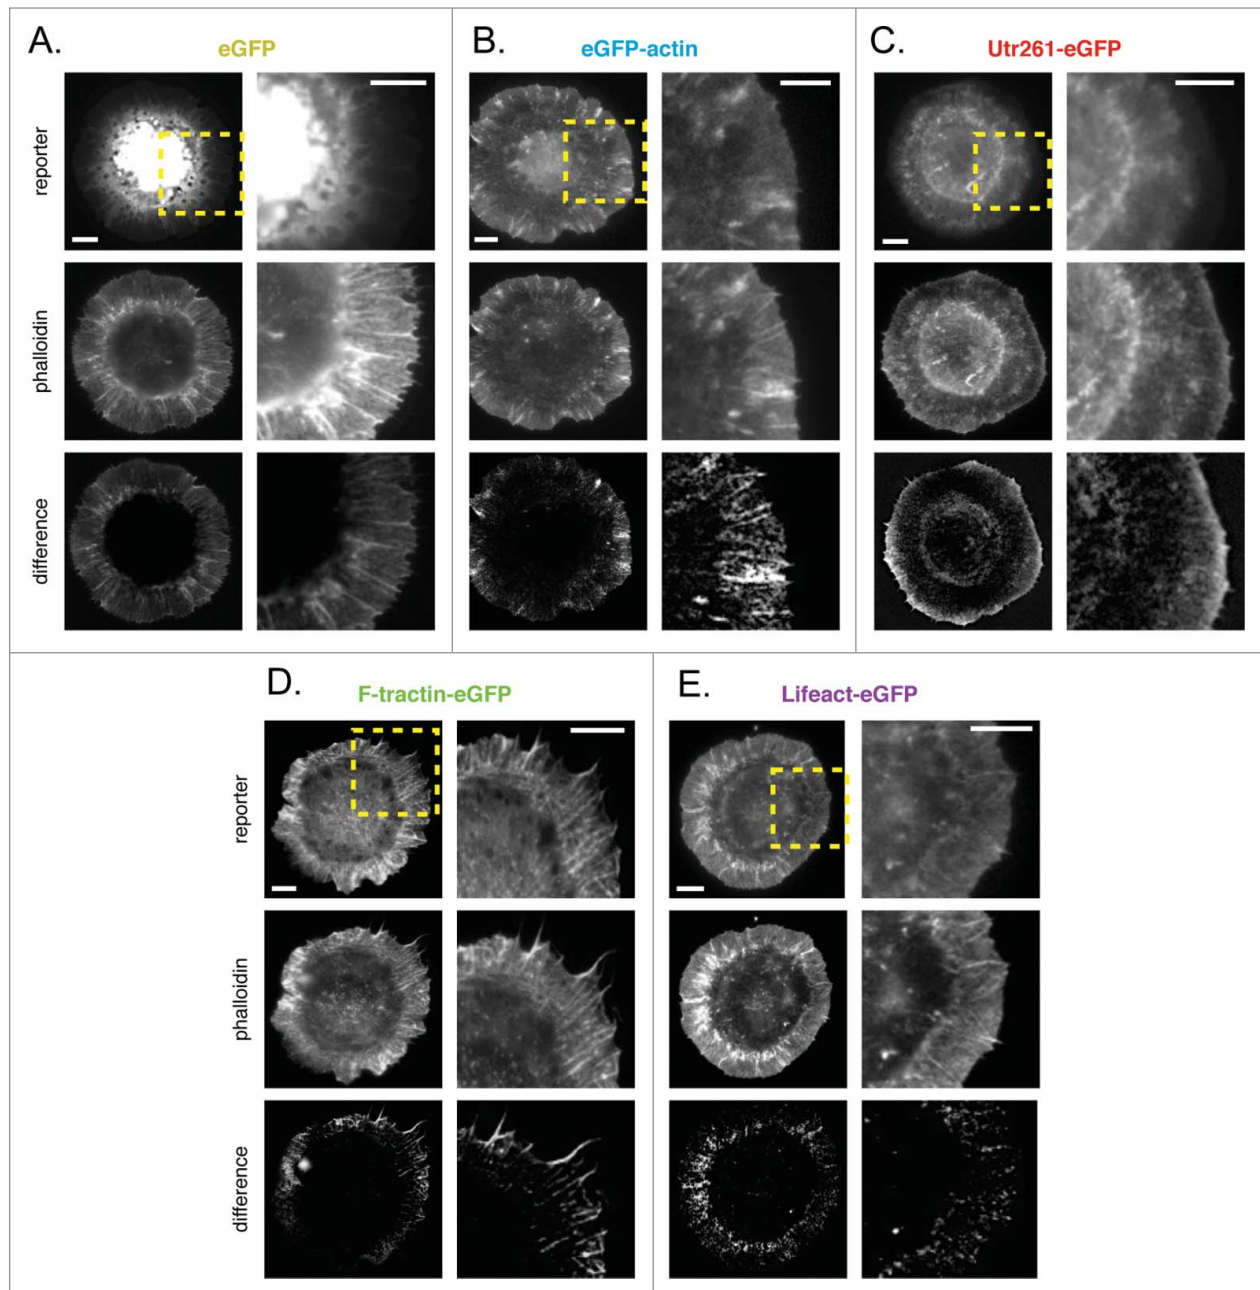 A.
eGFP
B.
eGFP-actin
C.
Utr261-eGFP
reporter
phalloidin
difference
D.
F-tractin-eGFP
E.
Lifeact-eGFP
reporter
phalloidin
difference